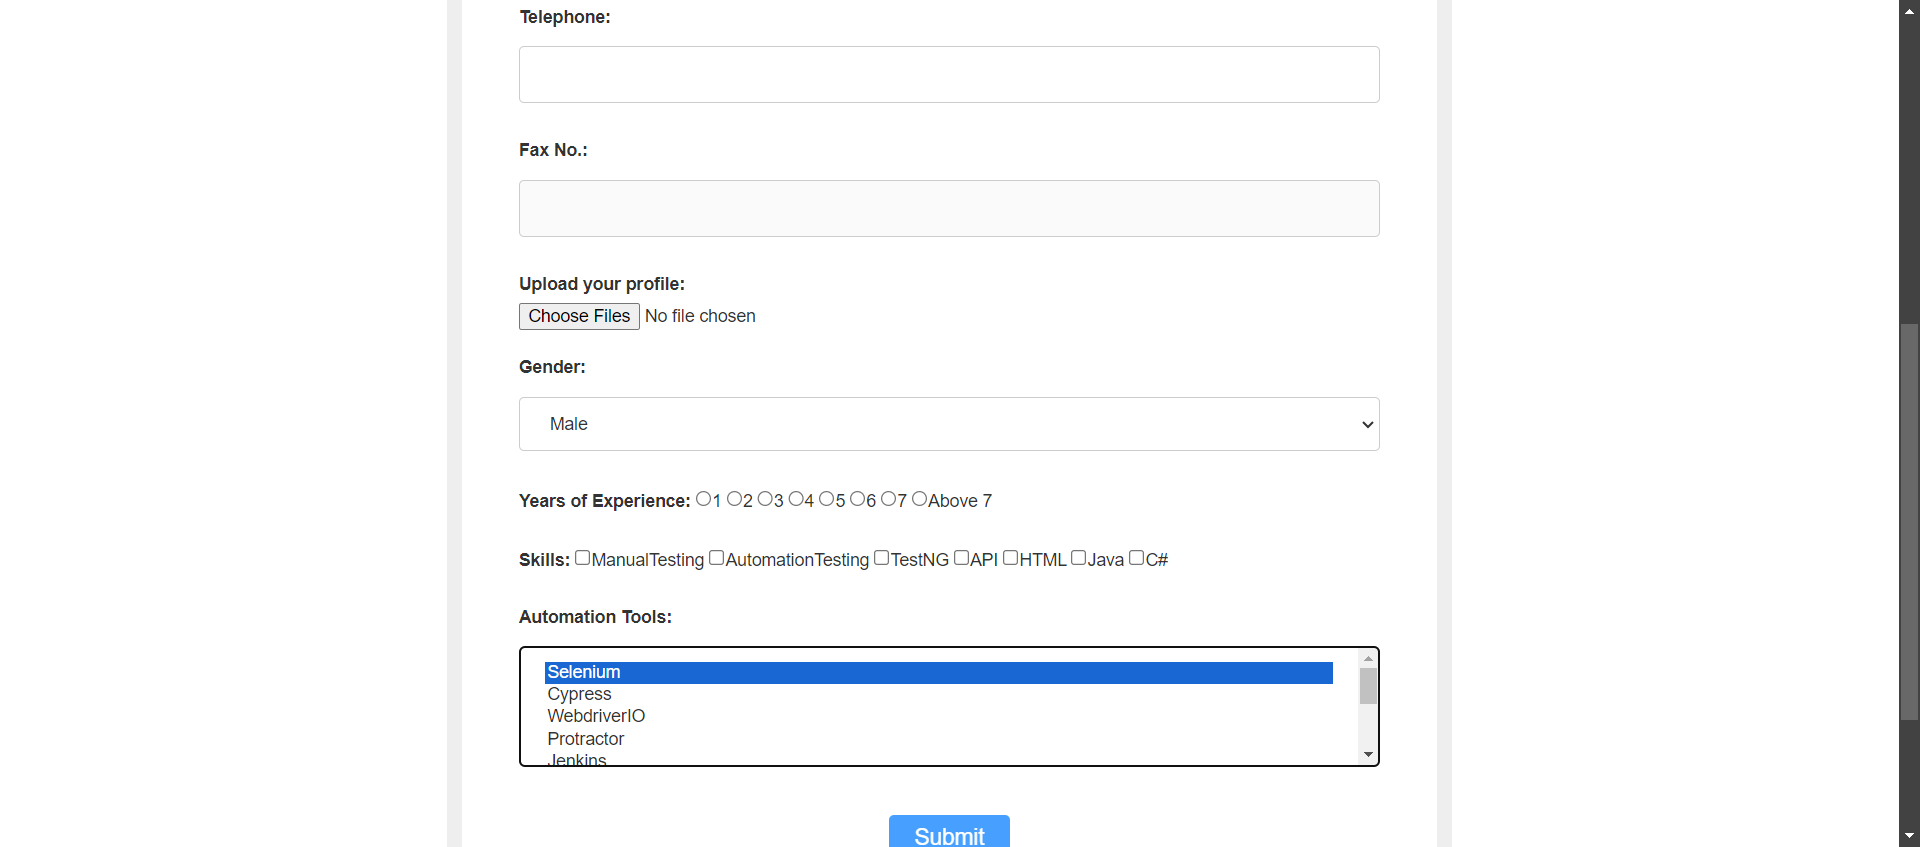 Telephone:
Fax No.:
Upload your profile:
Choose Files No file chosen
Gender:
Male
Years of Experience: 1 2 3 4 5 6 7 Above 7
Skills: ManualTesting AutomationTesting TestNG API HTML Java C#
Automation Tools:
Selenium
Cypress
WebdriverIO
Protractor
Jenkins
Submit